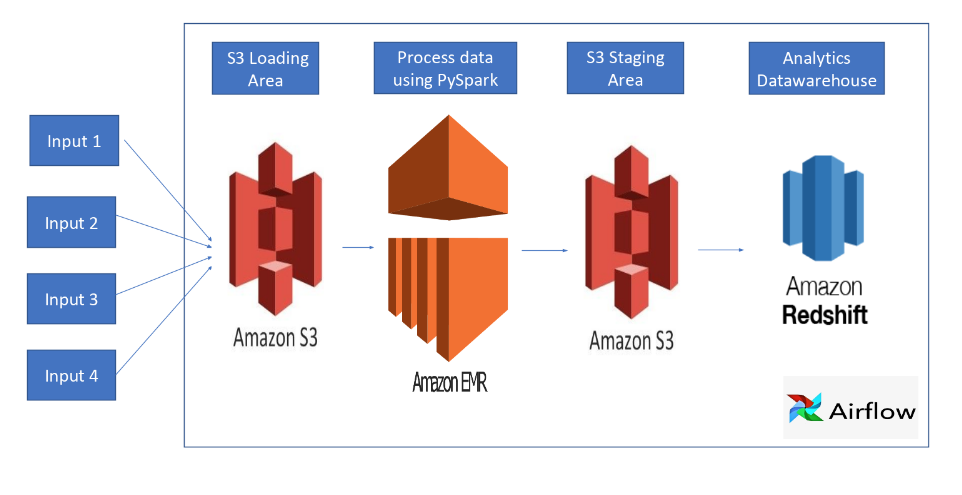 S3 Loading
Area
Process data
using PySpark
S3 Staging
Area
Analytics
Datawarehouse
Input 1
Input 2
Input 3
Input 4
Amazon S3
Amazon EMR
Amazon S3
Amazon
Redshift
Airflow